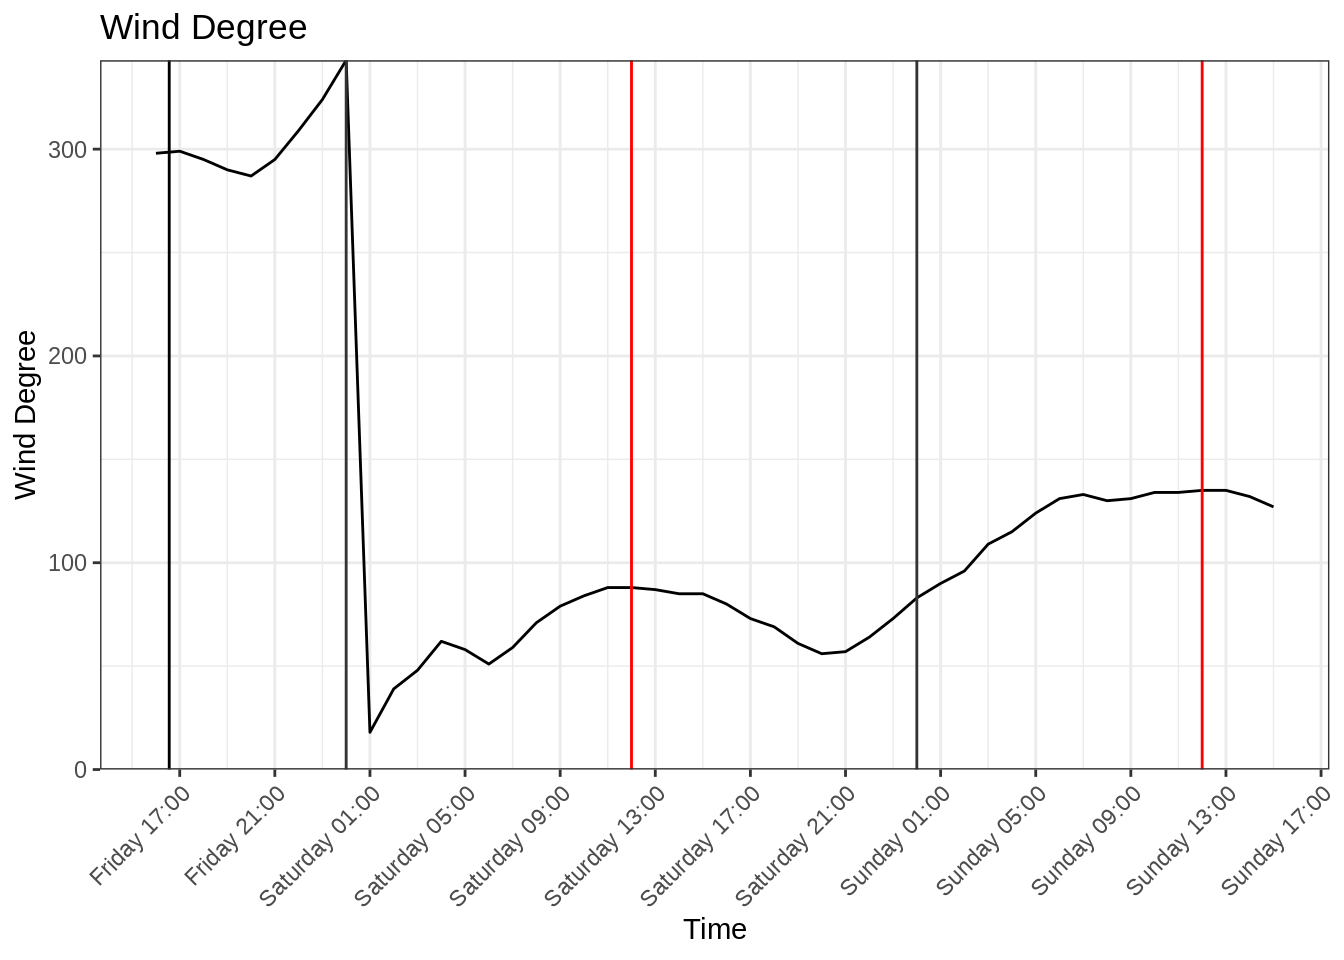 Wind Degree
Wind Degree
300
200
100
0
Friday 17:00
Friday 21:00
Saturday 01:00
Saturday 05:00
Saturday 09:00
Saturday 13:00
Saturday 17:00
Saturday 21:00
Sunday 01:00
Sunday 05:00
Sunday 09:00
Sunday 13:00
Sunday 17:00
Time